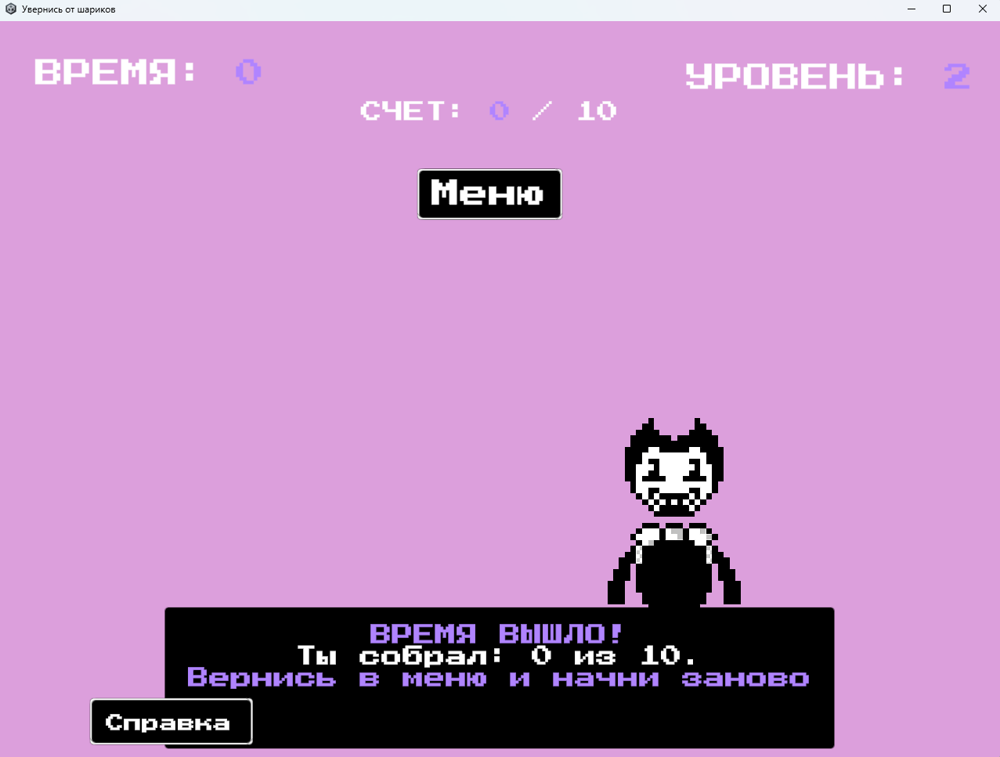 Увернись от шариков
ВРЕМЯ: 0
УРОВЕНЬ: 2
СЧЕТ: 0 / 10
Меню
ВРЕМЯ ВЫШЛО!
Ты собрал: 0 из 10.
Вернись в меню и начни заново
Справка